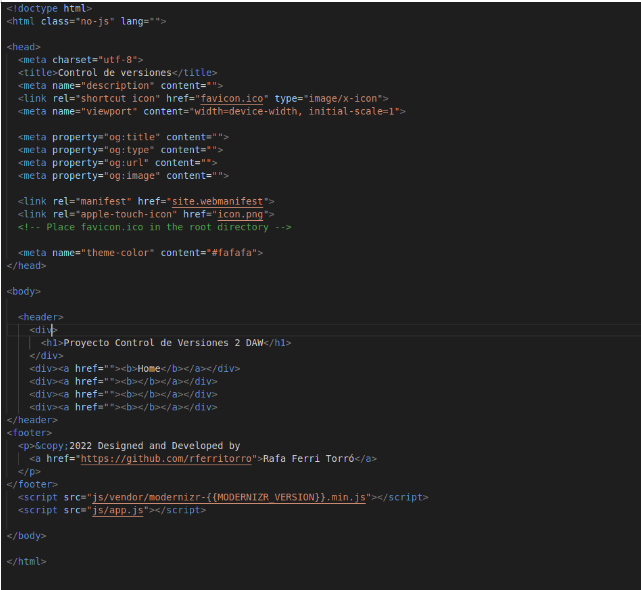 <!doctype html>
<html class="no-js" lang="">
<head>
<meta charset="utf-8">
<title>Control de versiones</title>
<meta name="description" content="">
<link rel="shortcut icon" href="favicon.ico" type="image/x-icon">
<meta name="viewport" content="width=device-width, initial-scale=1">
<meta property="og:title" content="">
<meta property="og:type" content="">
<meta property="og:url" content="">
<meta property="og:image" content="">
<link rel="manifest" href="site.webmanifest">
<link rel="apple-touch-icon" href="icon.png">
<!-- Place favicon.ico in the root directory -->
<meta name="theme-color" content="#fafafa">
</head>
<body>
<header>
<div>
<h1>Proyecto Control de Versiones 2 DAW</h1>
</div>
<div><a href=""><b>Home</b></a></div>
<div><a href=""><b></b></a></div>
<div><a href=""><b></b></a></div>
<div><a href=""><b></b></a></div>
</header>
<footer>
<p>&copy;2022 Designed and Developed by
<a href="https://github.com/rferritorro">Rafa Ferri Torró</a>
</p>
</footer>
<script src="js/vendor/modernizr-{{MODERNIZR_VERSION}}.min.js"></script>
<script src="js/app.js"></script>
</body>
</html>